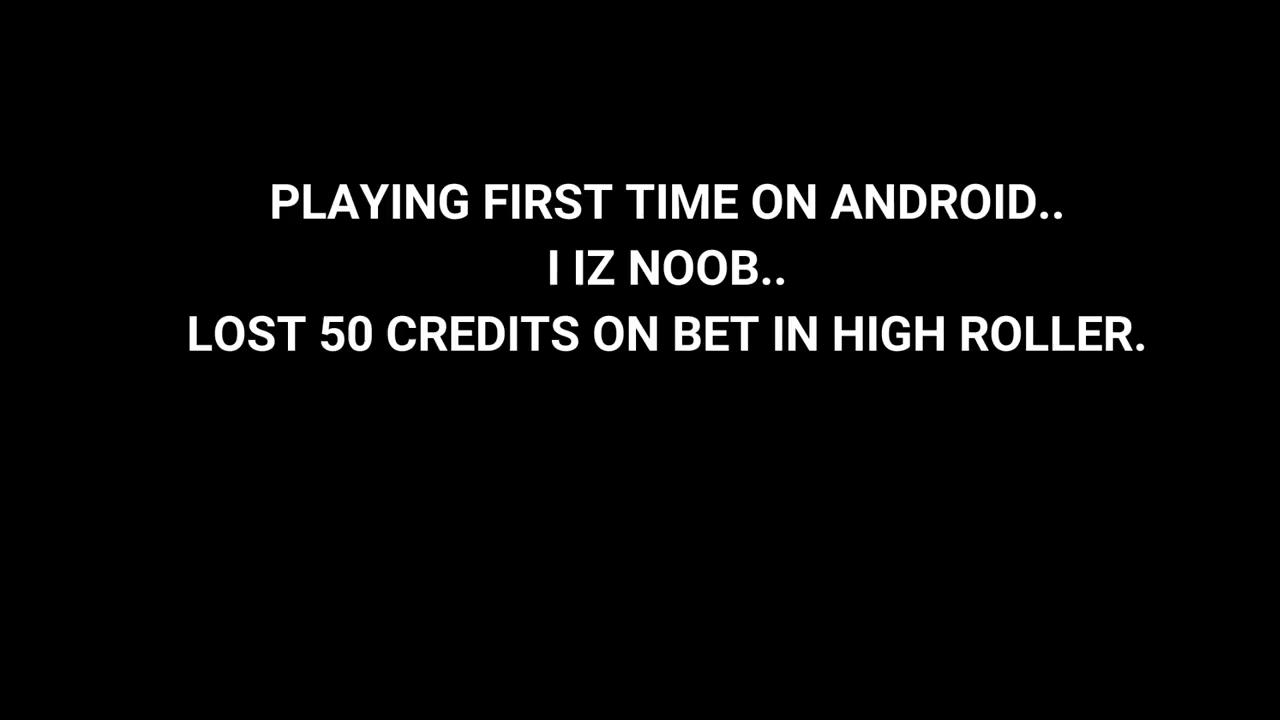 PLAYING FIRST TIME ON ANDROID..
I IZ NOOB..
LOST 50 CREDITS ON BET IN HIGH ROLLER.